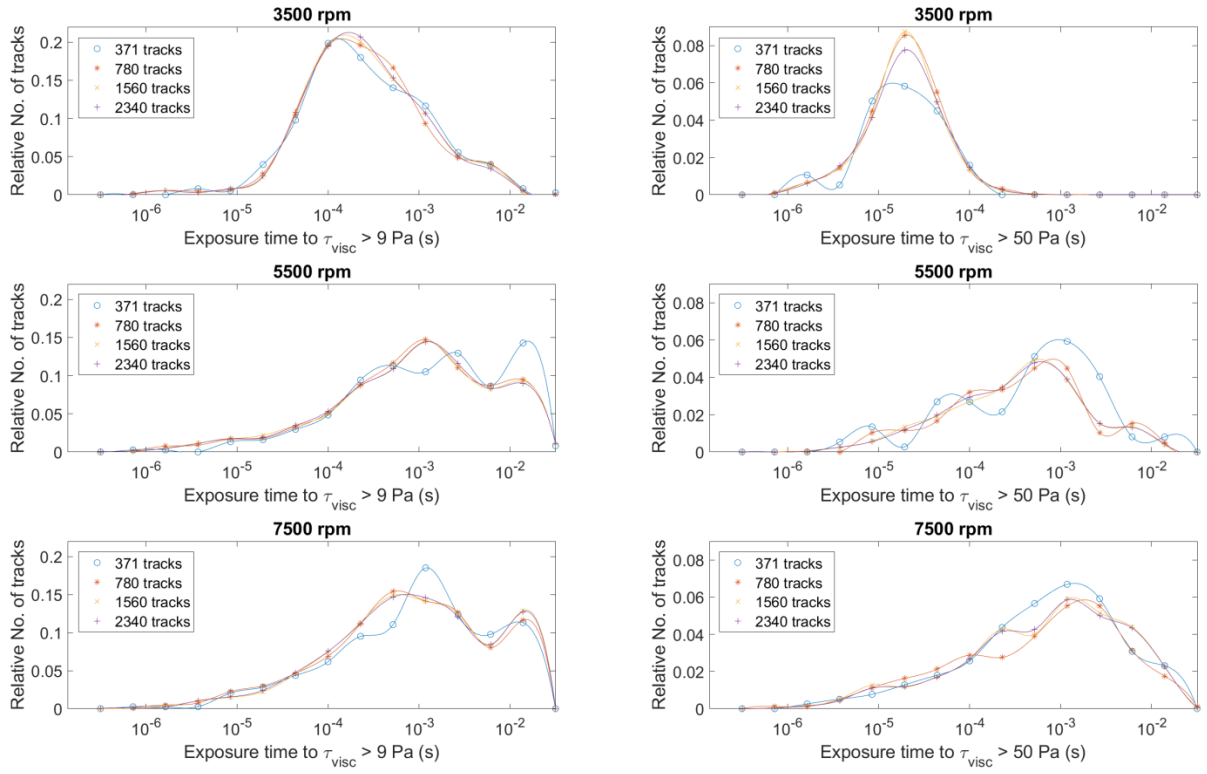 3500 rpm
Relative No. of tracks
0.2
0.15
0.1
0.05
0
371 tracks
780 tracks
1560 tracks
2340 tracks
10^-6 10^-5 10^-4 10^-3 10^-2
Exposure time to τ_visc > 9 Pa (s)
3500 rpm
Relative No. of tracks
0.08
0.06
0.04
0.02
0
371 tracks
780 tracks
1560 tracks
2340 tracks
10^-6 10^-5 10^-4 10^-3 10^-2
Exposure time to τ_visc > 50 Pa (s)
5500 rpm
Relative No. of tracks
0.2
0.15
0.1
0.05
0
371 tracks
780 tracks
1560 tracks
2340 tracks
10^-6 10^-5 10^-4 10^-3 10^-2
Exposure time to τ_visc > 9 Pa (s)
5500 rpm
Relative No. of tracks
0.08
0.06
0.04
0.02
0
371 tracks
780 tracks
1560 tracks
2340 tracks
10^-6 10^-5 10^-4 10^-3 10^-2
Exposure time to τ_visc > 50 Pa (s)
7500 rpm
Relative No. of tracks
0.2
0.15
0.1
0.05
0
371 tracks
780 tracks
1560 tracks
2340 tracks
10^-6 10^-5 10^-4 10^-3 10^-2
Exposure time to τ_visc > 9 Pa (s)
7500 rpm
Relative No. of tracks
0.08
0.06
0.04
0.02
0
371 tracks
780 tracks
1560 tracks
2340 tracks
10^-6 10^-5 10^-4 10^-3 10^-2
Exposure time to τ_visc > 50 Pa (s)